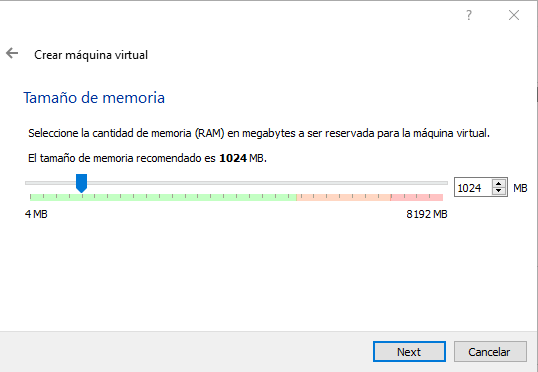 ?
Crear máquina virtual
Tamaño de memoria
Seleccione la cantidad de memoria (RAM) en megabytes a ser reservada para la máquina virtual.
El tamaño de memoria recomendado es 1024 MB.
1024 MB
4 MB 8192 MB
Next Cancelar